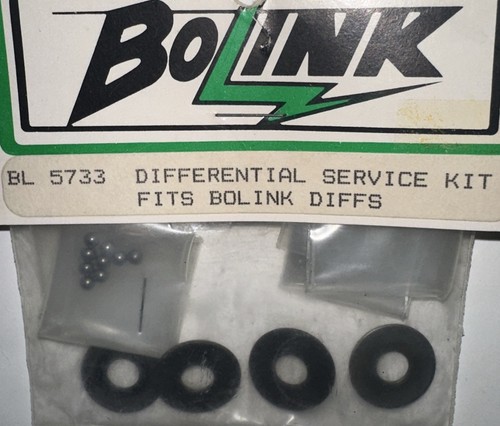 BOLINK
BL 5733 DIFFERENTIAL SERVICE KIT
FITS BOLINK DIFFS